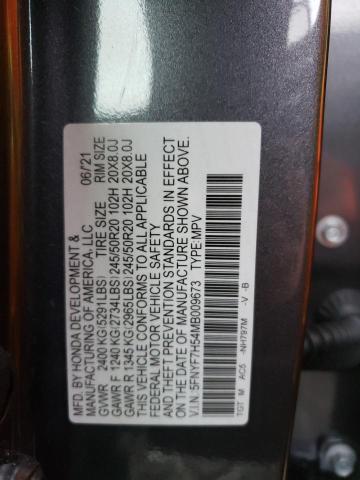 MFD. BY HONDA DEVELOPMENT &
MANUFACTURING OF AMERICA, LLC 06/21
GVWR 2400 KG(5291LBS) TIRE SIZE RIM SIZE
GAWR F 1240 KG(2734LBS)245/50R20 102H 20X8.0J
GAWR R 1345 KG(2965LBS)245/50R20 102H 20X8.0J
THIS VEHICLE CONFORMS TO ALL APPLICABLE
FEDERAL MOTOR VEHICLE SAFETY
AND THEFT PREVENTION STANDARDS IN EFFECT
ON THE DATE OF MANUFACTURE SHOWN ABOVE.
V.I.N. 5FNYF7H54MB009673 TYPE:MPV
TGT M AC5 -NH797M -V -B